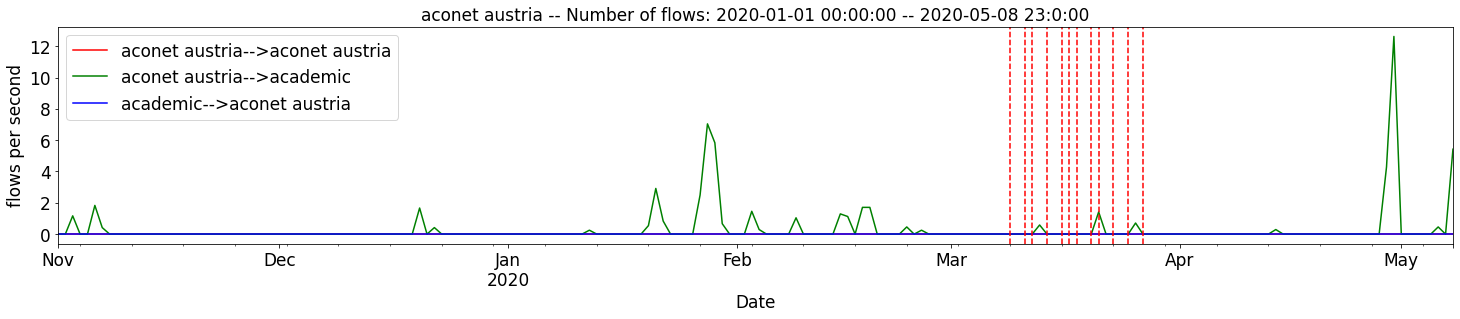 aconet austria -- Number of flows: 2020-01-01 00:00:00 -- 2020-05-08 23:0:00
flows per second
12
10
8
6
4
2
0
aconet austria-->aconet austria
aconet austria-->academic
academic-->aconet austria
Nov Dec Jan Feb Mar Apr May
2020
Date